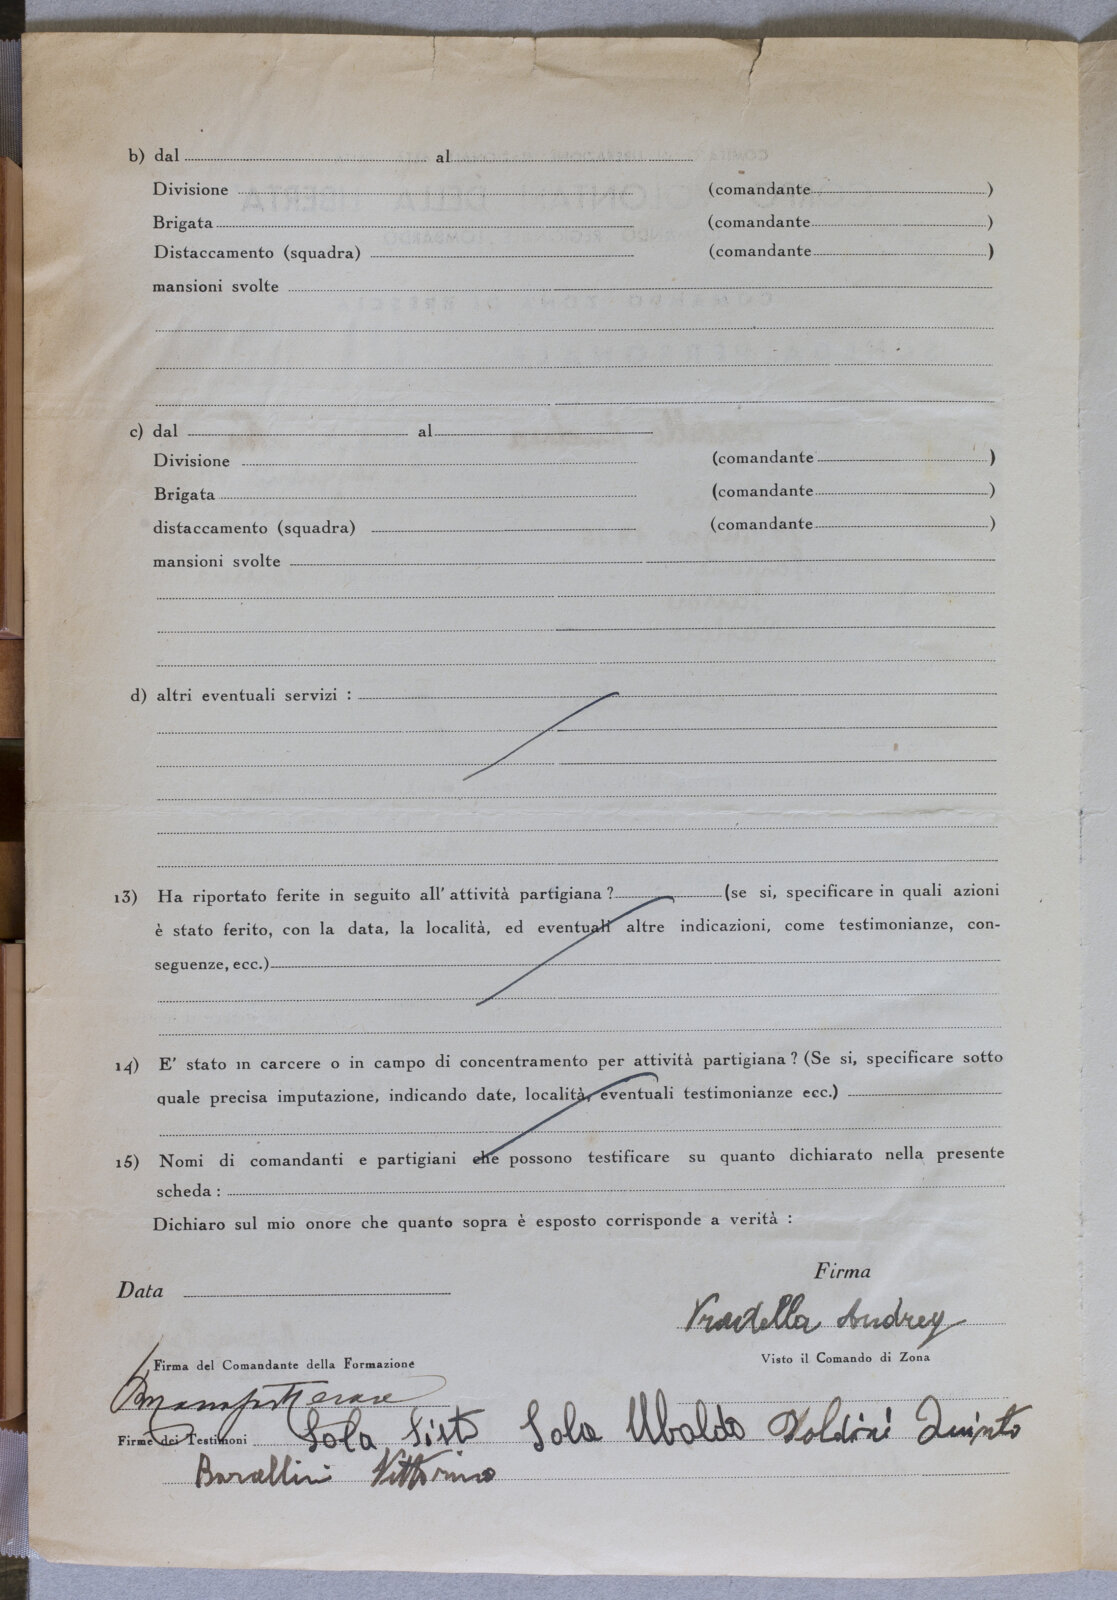 b) dal al
Divisione (comandante )
Brigata (comandante )
Distaccamento (squadra) (comandante )
mansioni svolte
c) dal al
Divisione (comandante )
Brigata (comandante )
distaccamento (squadra) (comandante )
mansioni svolte
d) altri eventuali servizi :
13) Ha riportato ferite in seguito all' attività partigiana ? (se si, specificare in quali azioni
è stato ferito, con la data, la località, ed eventuali altre indicazioni, come testimonianze, con-
seguenze, ecc.)
14) E' stato in carcere o in campo di concentramento per attività partigiana ? (Se si, specificare sotto
quale precisa imputazione, indicando date, località, eventuali testimonianze ecc.)
15) Nomi di comandanti e partigiani che possono testificare su quanto dichiarato nella presente
scheda :
Dichiaro sul mio onore che quanto sopra è esposto corrisponde a verità :
Firma
Data
Firma del Comandante della Formazione
Visto il Comando di Zona
Firme dei Testimoni Sola Sisto Sola Ubaldo Quinto
Vittorino